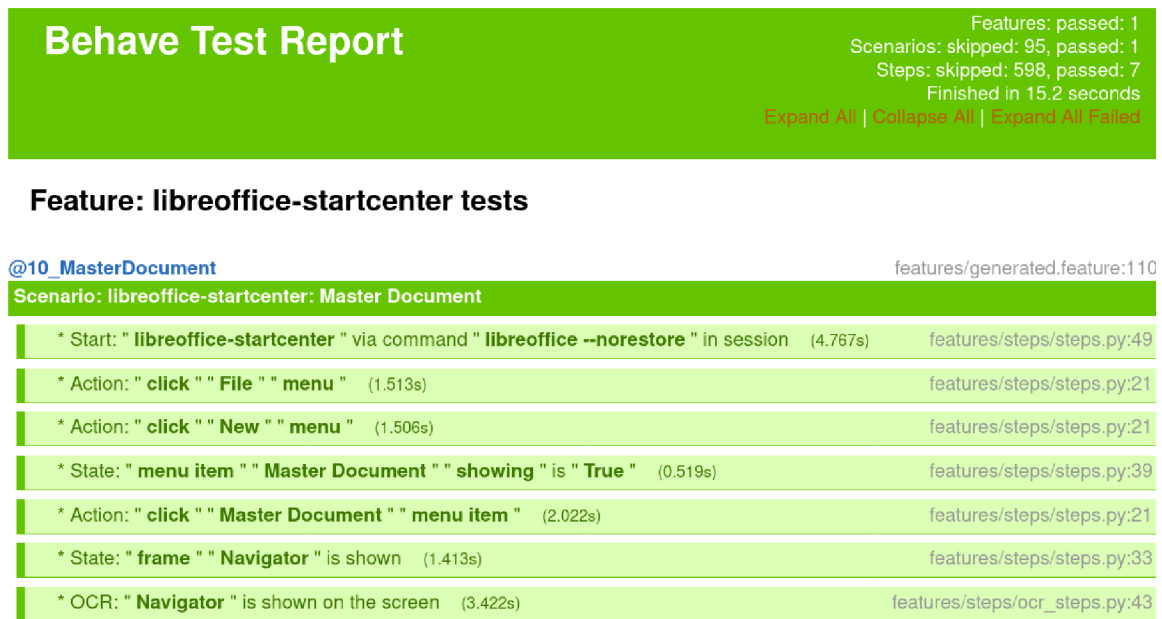 Behave Test Report
Features: passed: 1
Scenarios: skipped: 95, passed: 1
Steps: skipped: 598, passed: 7
Finished in 15.2 seconds
Expand All | Collapse All | Expand All Failed
Feature: libreoffice-startcenter tests
@10_MasterDocument features/generated.feature:110
Scenario: libreoffice-startcenter: Master Document
* Start: " libreoffice-startcenter " via command " libreoffice --norestore " in session (4.767s) features/steps/steps.py:49
* Action: " click " " File " " menu " (1.513s) features/steps/steps.py:21
* Action: " click " " New " " menu " (1.506s) features/steps/steps.py:21
* State: " menu item " " Master Document " " showing " is " True " (0.519s) features/steps/steps.py:39
* Action: " click " " Master Document " " menu item " (2.022s) features/steps/steps.py:21
* State: " frame " " Navigator " is shown (1.413s) features/steps/steps.py:33
* OCR: " Navigator " is shown on the screen (3.422s) features/steps/ocr_steps.py:43